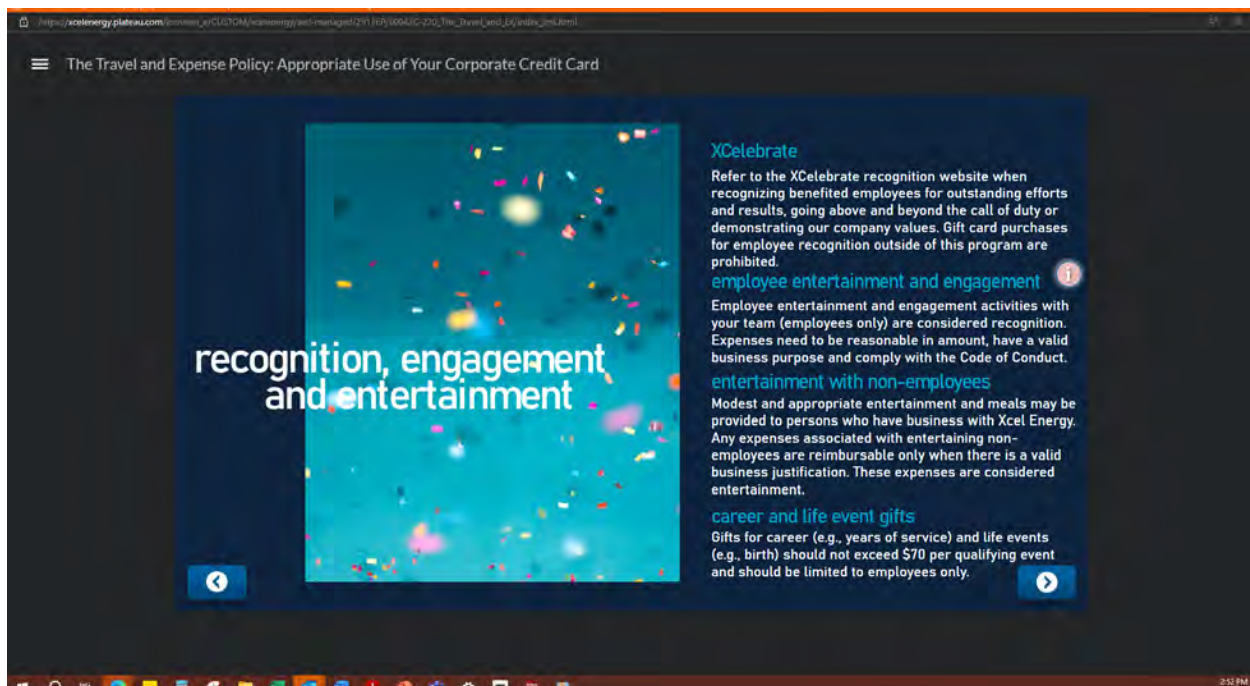 The Travel and Expense Policy: Appropriate Use of Your Corporate Credit Card
recognition, engagement
and entertainment
XCelebrate
Refer to the XCelebrate recognition website when
recognizing benefited employees for outstanding efforts
and results, going above and beyond the call of duty or
demonstrating our company values. Gift card purchases
for employee recognition outside of this program are
prohibited.
employee entertainment and engagement
i
Employee entertainment and engagement activities with
your team (employees only) are considered recognition.
Expenses need to be reasonable in amount, have a valid
business purpose and comply with the Code of Conduct.
entertainment with non-employees
Modest and appropriate entertainment and meals may be
provided to persons who have business with Xcel Energy.
Any expenses associated with entertaining non-
employees are reimbursable only when there is a valid
business justification. These expenses are considered
entertainment.
career and life event gifts
Gifts for career (e.g., years of service) and life events
(e.g., birth) should not exceed $70 per qualifying event
and should be limited to employees only.
2:52 PM